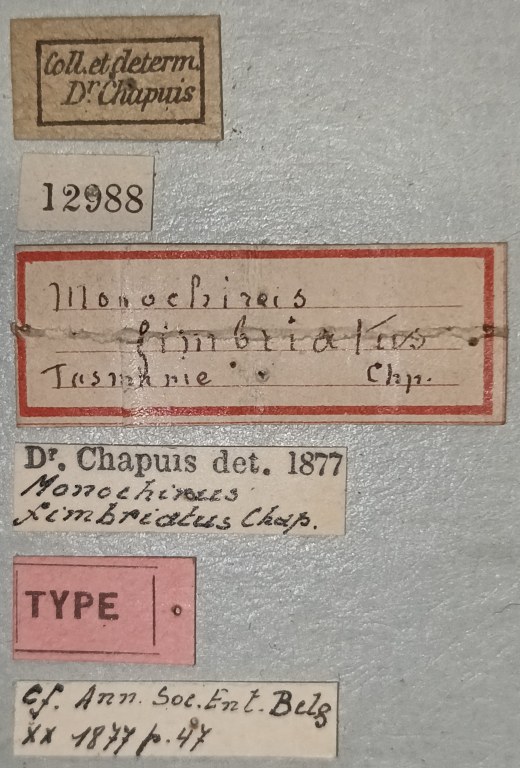 Coll. et determ.
Dr Chapuis
12988
Monochirus
fimbriatus
Tasmanie Chp.
Dr. Chapuis det. 1877
Monochirus
fimbriatus Chap.
TYPE
cf. Ann. Soc. Ent. Belg
XX 1877 p. 47